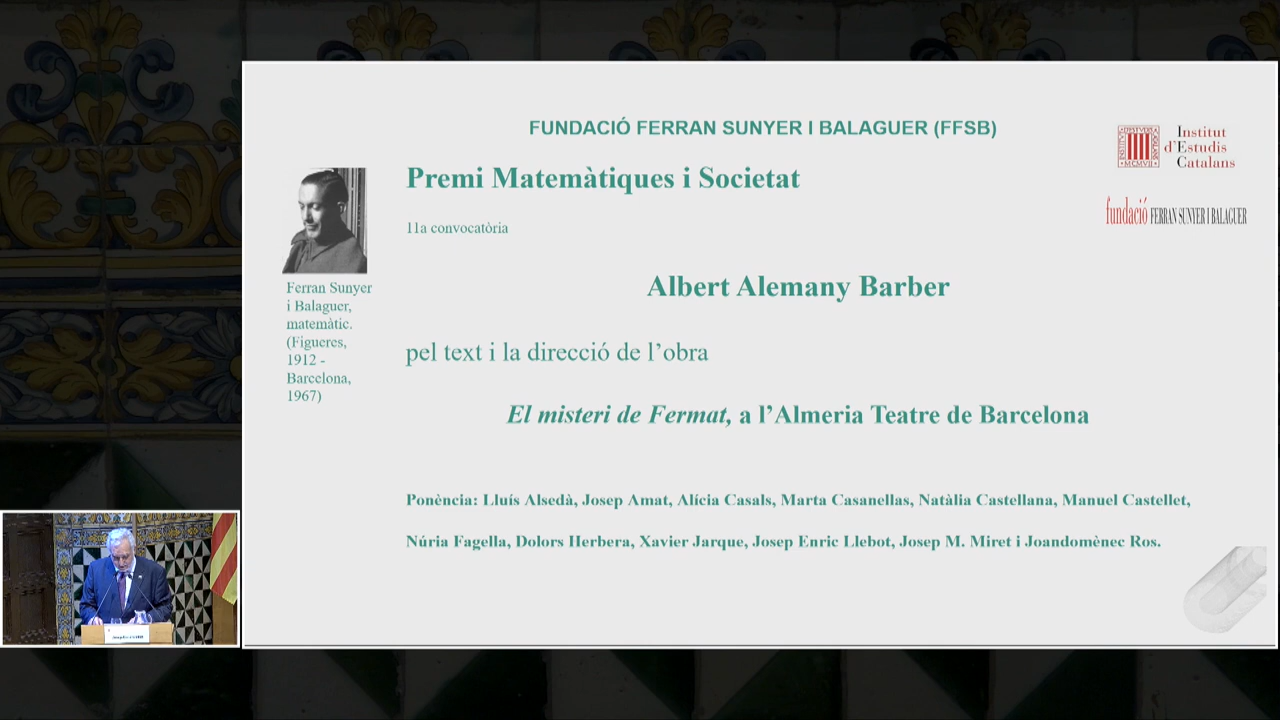 FUNDACIÓ FERRAN SUNYER I BALAGUER (FFSB)
Institut
d'Estudis
Catalans
fundació FERRAN SUNYER I BALAGUER
Premi Matemàtiques i Societat
11a convocatòria
Ferran Sunyer
i Balaguer,
matemàtic.
(Figueres,
1912 -
Barcelona,
1967)
Albert Alemany Barber
pel text i la direcció de l’obra
El misteri de Fermat, a l’Almeria Teatre de Barcelona
Ponència: Lluís Alsedà, Josep Amat, Alícia Casals, Marta Casanellas, Natàlia Castellana, Manuel Castellet,
Núria Fagella, Dolors Herbera, Xavier Jarque, Josep Enric Llebot, Josep M. Miret i Joandomènec Ros.